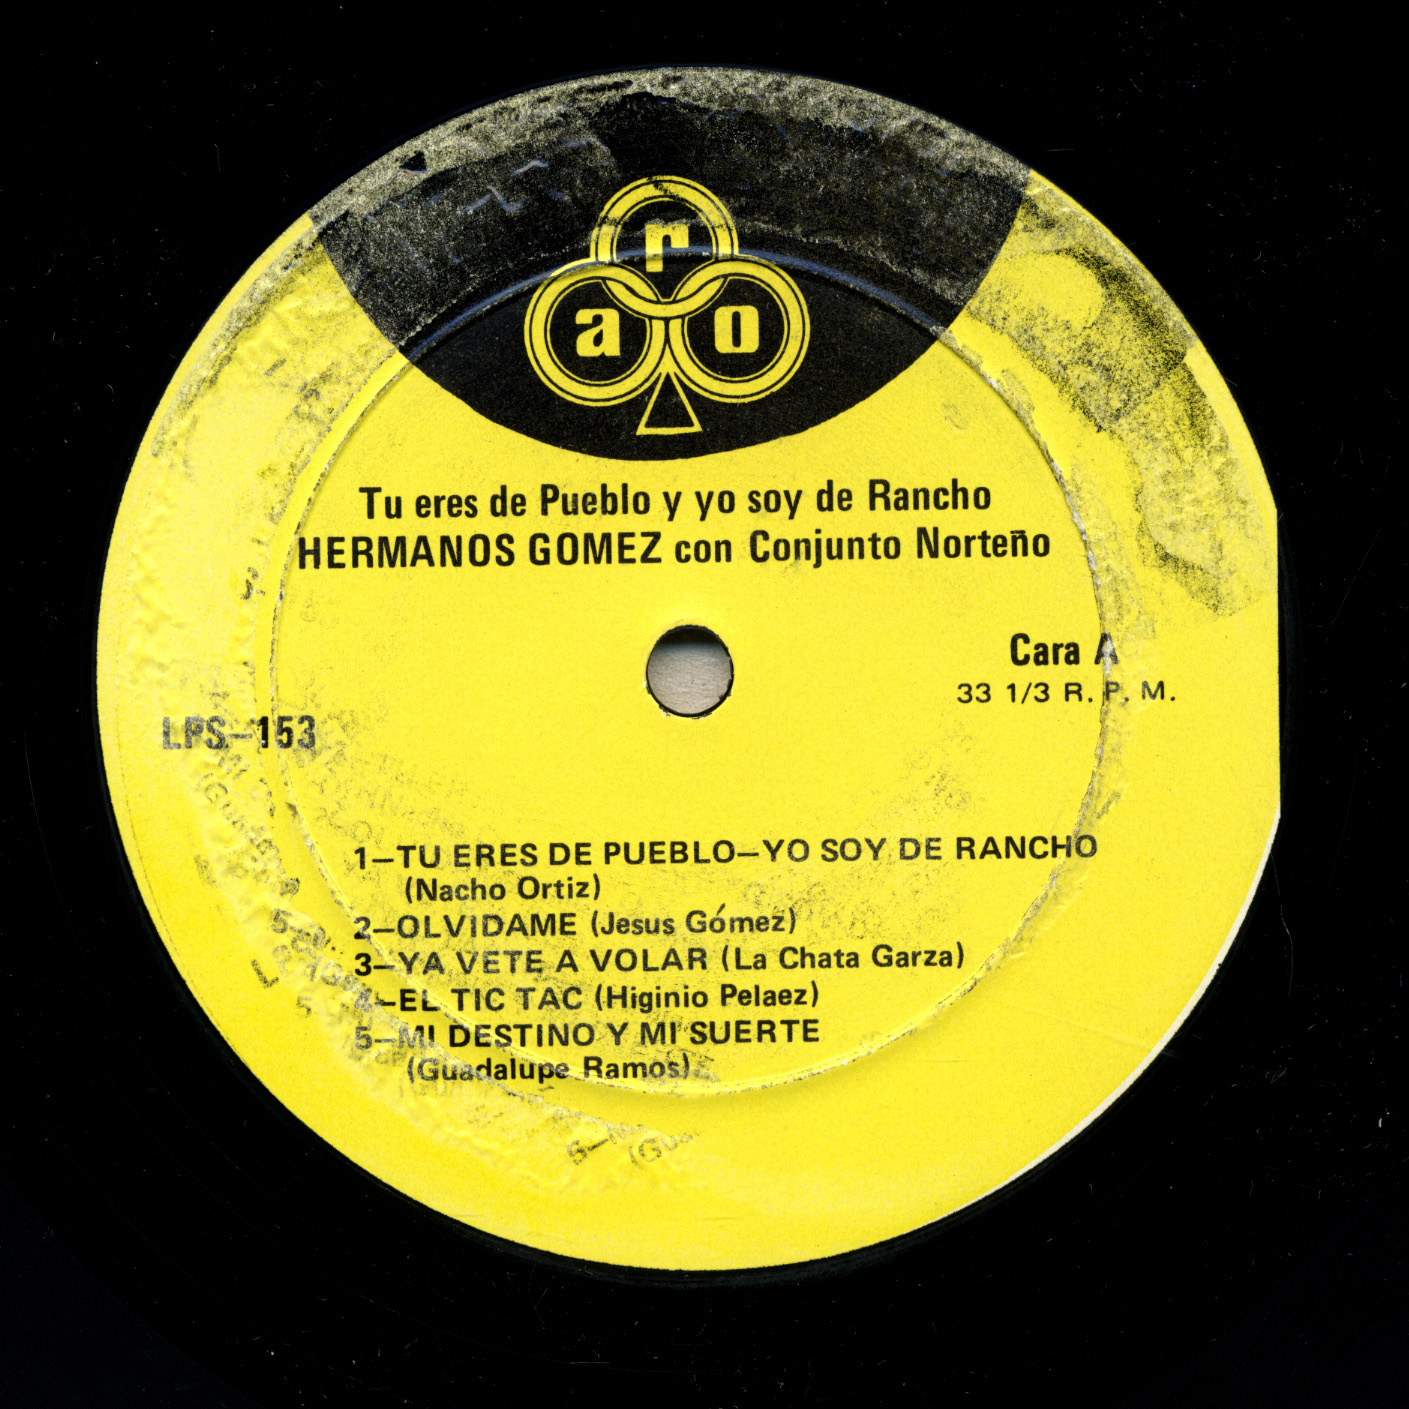 r
a o
Tu eres de Pueblo y yo soy de Rancho
HERMANOS GOMEZ con Conjunto Norteño
Cara A
33 1/3 R. P. M.
LPS-153
1-TU ERES DE PUEBLO-YO SOY DE RANCHO
(Nacho Ortiz)
2-OLVIDAME (Jesus Gómez)
3-YA VETE A VOLAR (La Chata Garza)
4-EL TIC TAC (Higinio Pelaez)
5-MI DESTINO Y MI SUERTE
(Guadalupe Ramos)